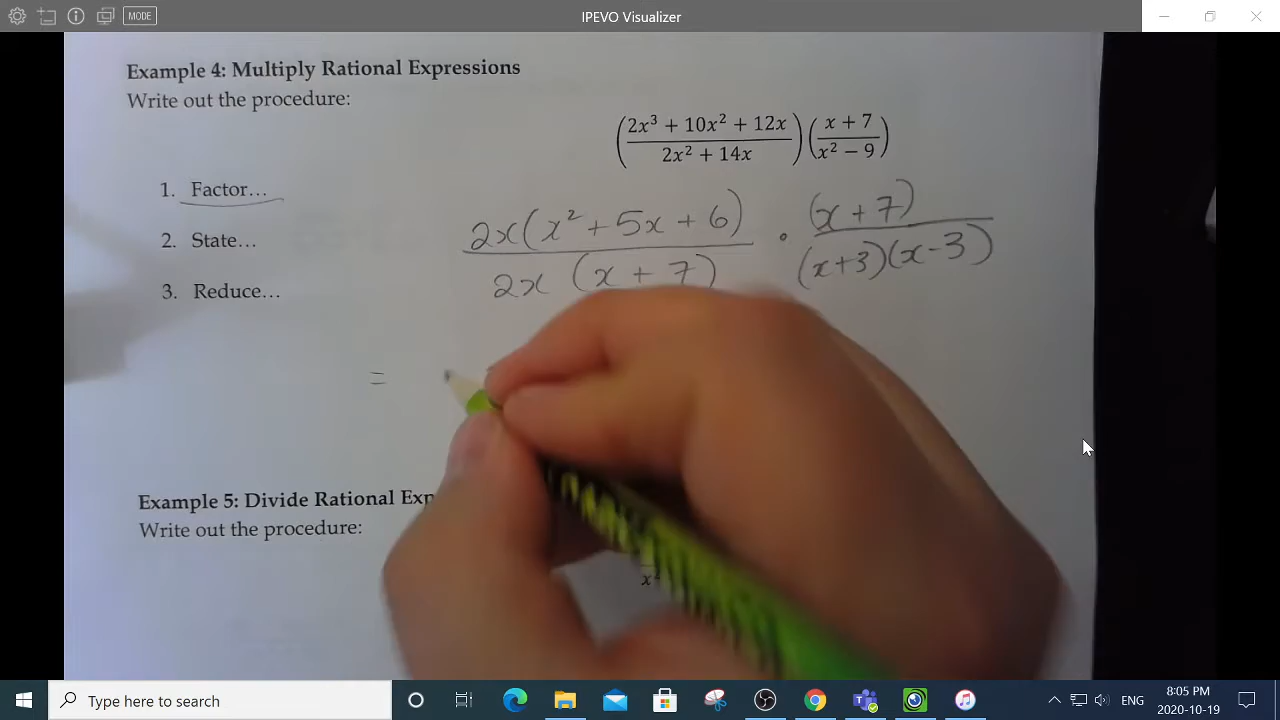 MODE
IPEVO Visualizer
Example 4: Multiply Rational Expressions
Write out the procedure:
(2x³ + 10x² + 12x / 2x² + 14x)(x + 7 / x² − 9)
1. Factor…
2. State…
3. Reduce…
2x(x² + 5x + 6) / 2x (x + 7) · (x + 7) / (x+3)(x−3)
=
Example 5: Divide Rational Exp
Write out the procedure:
Type here to search
ENG
8:05 PM
2020-10-19